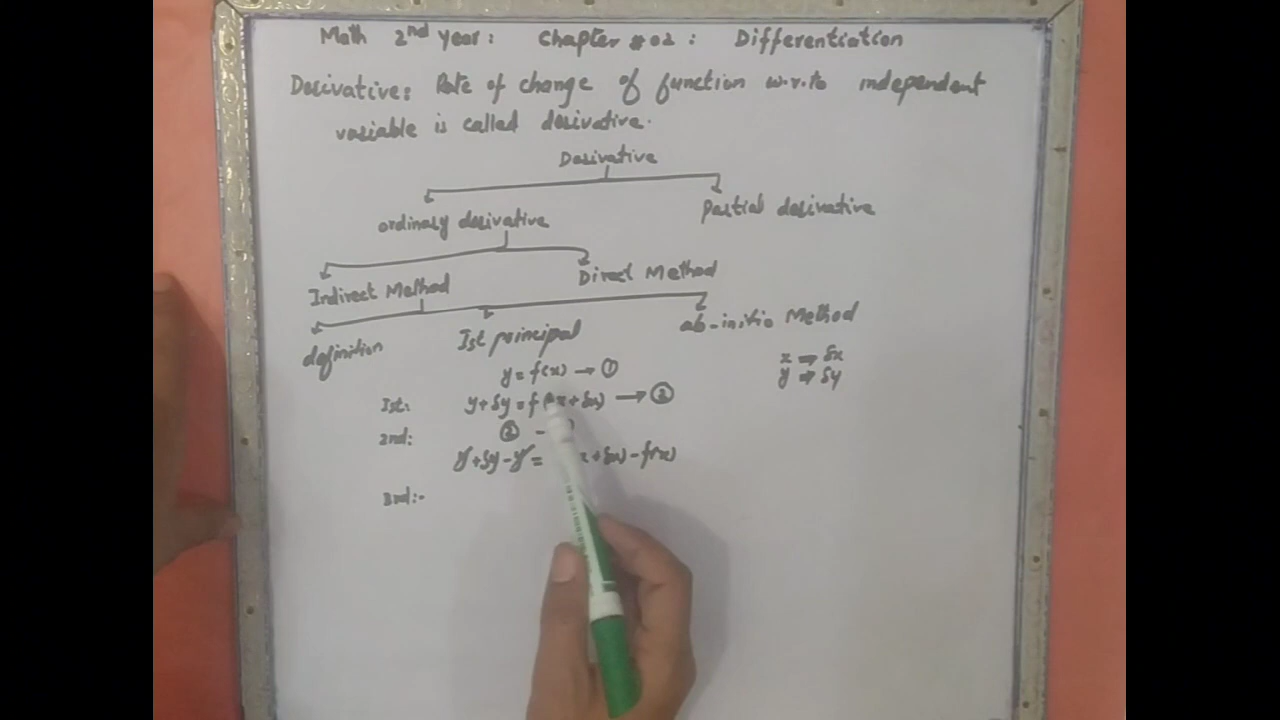 Math 2nd year: Chapter #02: Differentiation
Derivative: Rate of change of function w.r.to independent
variable is called derivative.
Derivative
ordinary derivative Partial derivative
Indirect Method Direct Method
definition Ist principal ab-initio Method
y = f(x) → ①
x ⇒ δx
y ⇒ δy
Ist: y+δy = f(x+δx) → ②
2nd: ② -
y+δy-y = x+δx)-f(x)
3rd:-